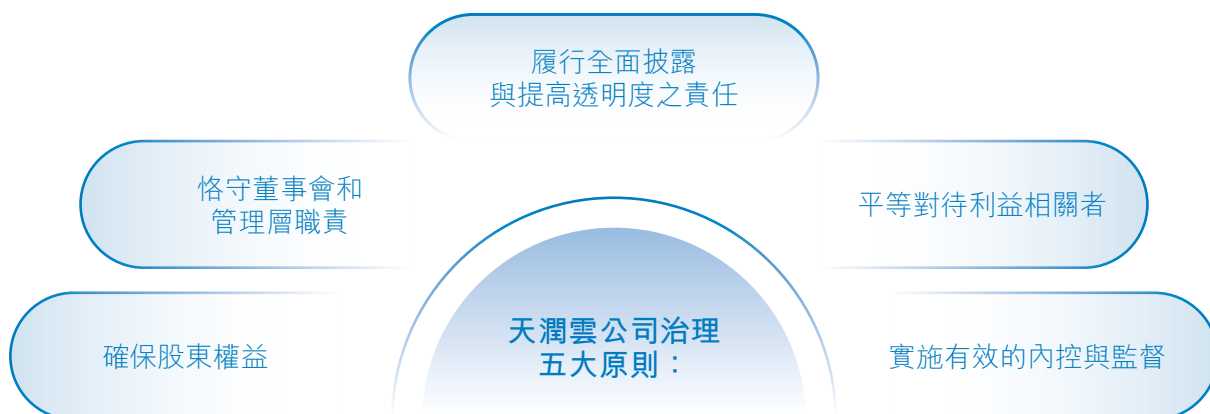 履行全面披露
與提高透明度之責任
恪守董事會和
管理層職責
平等對待利益相關者
天潤雲公司治理
五大原則：
確保股東權益
實施有效的內控與監督